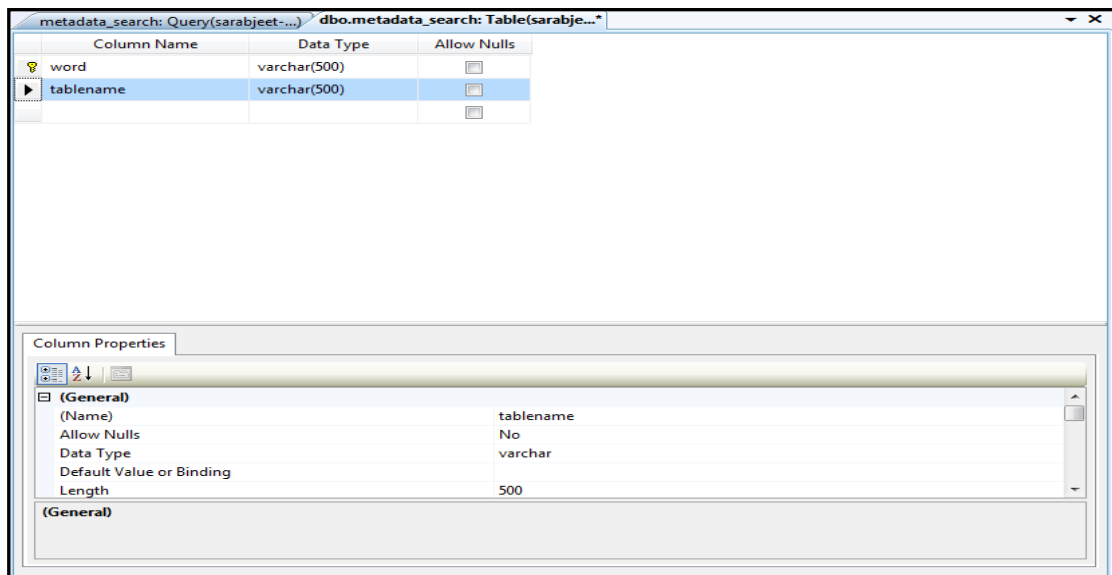 metadata_search: Query(sarabjeet-...) dbo.metadata_search: Table(sarabje...*
Column Name Data Type Allow Nulls
word varchar(500)
tablename varchar(500)
Column Properties
(General)
(Name) tablename
Allow Nulls No
Data Type varchar
Default Value or Binding
Length 500
(General)